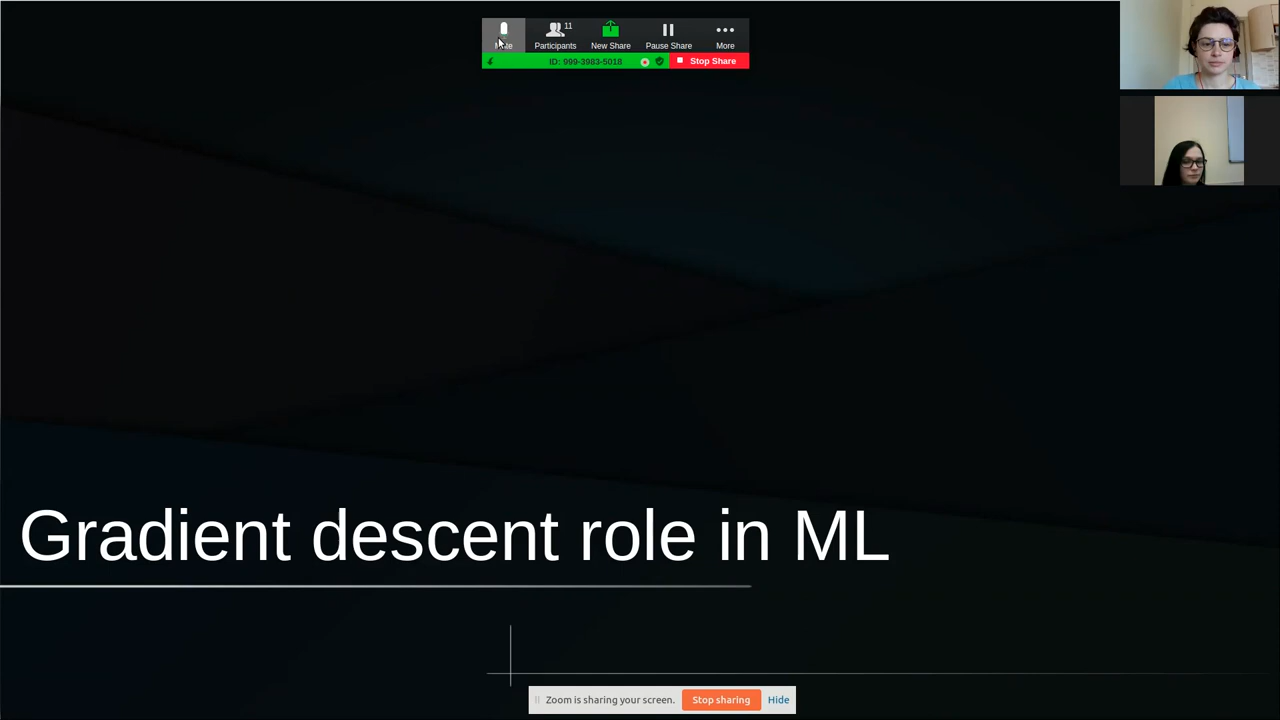 11
Participants
New Share
Pause Share
More
ID: 999-3983-5018
Stop Share
Gradient descent role in ML
Zoom is sharing your screen.
Stop sharing
Hide